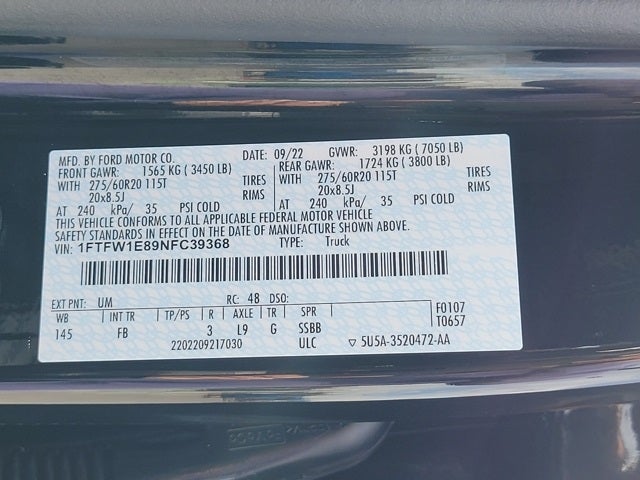 MFD. BY FORD MOTOR CO. DATE: 09/22 GVWR: 3198 KG ( 7050 LB)
FRONT GAWR: 1565 KG ( 3450 LB) REAR GAWR: 1724 KG ( 3800 LB)
WITH 275/60R20 115T TIRES WITH 275/60R20 115T TIRES
20x8.5J RIMS 20x8.5J RIMS
AT 240 kPa/ 35 PSI COLD AT 240 kPa/ 35 PSI COLD
THIS VEHICLE CONFORMS TO ALL APPLICABLE FEDERAL MOTOR VEHICLE
SAFETY STANDARDS IN EFFECT ON THE DATE OF MANUFACTURE SHOWN ABOVE.
VIN: 1FTFW1E89NFC39368 TYPE: Truck
EXT PNT: UM RC: 48 DSO: F0107
WB INT TR TP/PS R AXLE TR SPR T0657
145 FB 3 L9 G SSBB
2202209217030 ULC ▽ 5U5A-3520472-AA